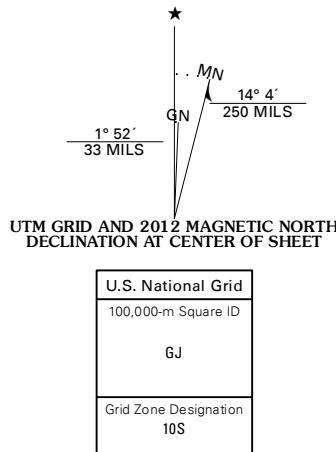 ★
MN
GN
1° 52´
33 MILS
14° 4´
250 MILS
UTM GRID AND 2012 MAGNETIC NORTH
DECLINATION AT CENTER OF SHEET
U.S. National Grid
100,000-m Square ID
GJ
Grid Zone Designation
10S